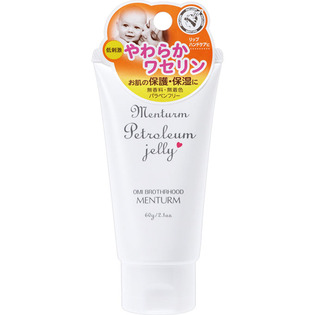 低刺激
やわらか
ワセリン
リップ
ハンドケアに
お肌の保護・保湿に
無香料・無着色
パラベンフリー
Menturm
Petroleum
jelly
OMI BROTHERHOOD
MENTURM
60g/2.1oz